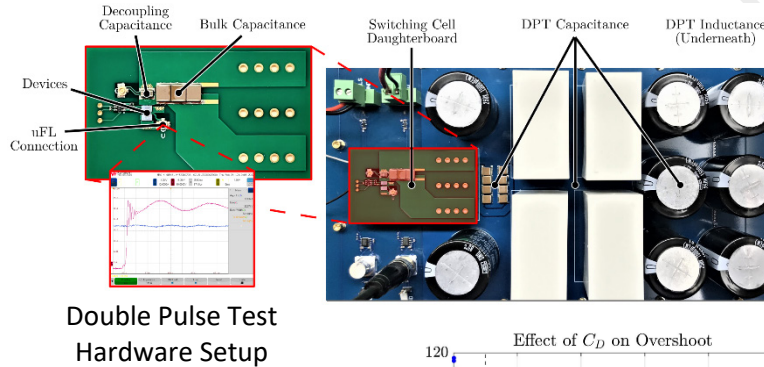 Decoupling
Capacitance
Bulk Capacitance
Switching Cell
Daughterboard
DPT Capacitance
DPT Inductance
(Underneath)
Devices
uFL
Connection
Double Pulse Test
Hardware Setup
Effect of C_D on Overshoot
120